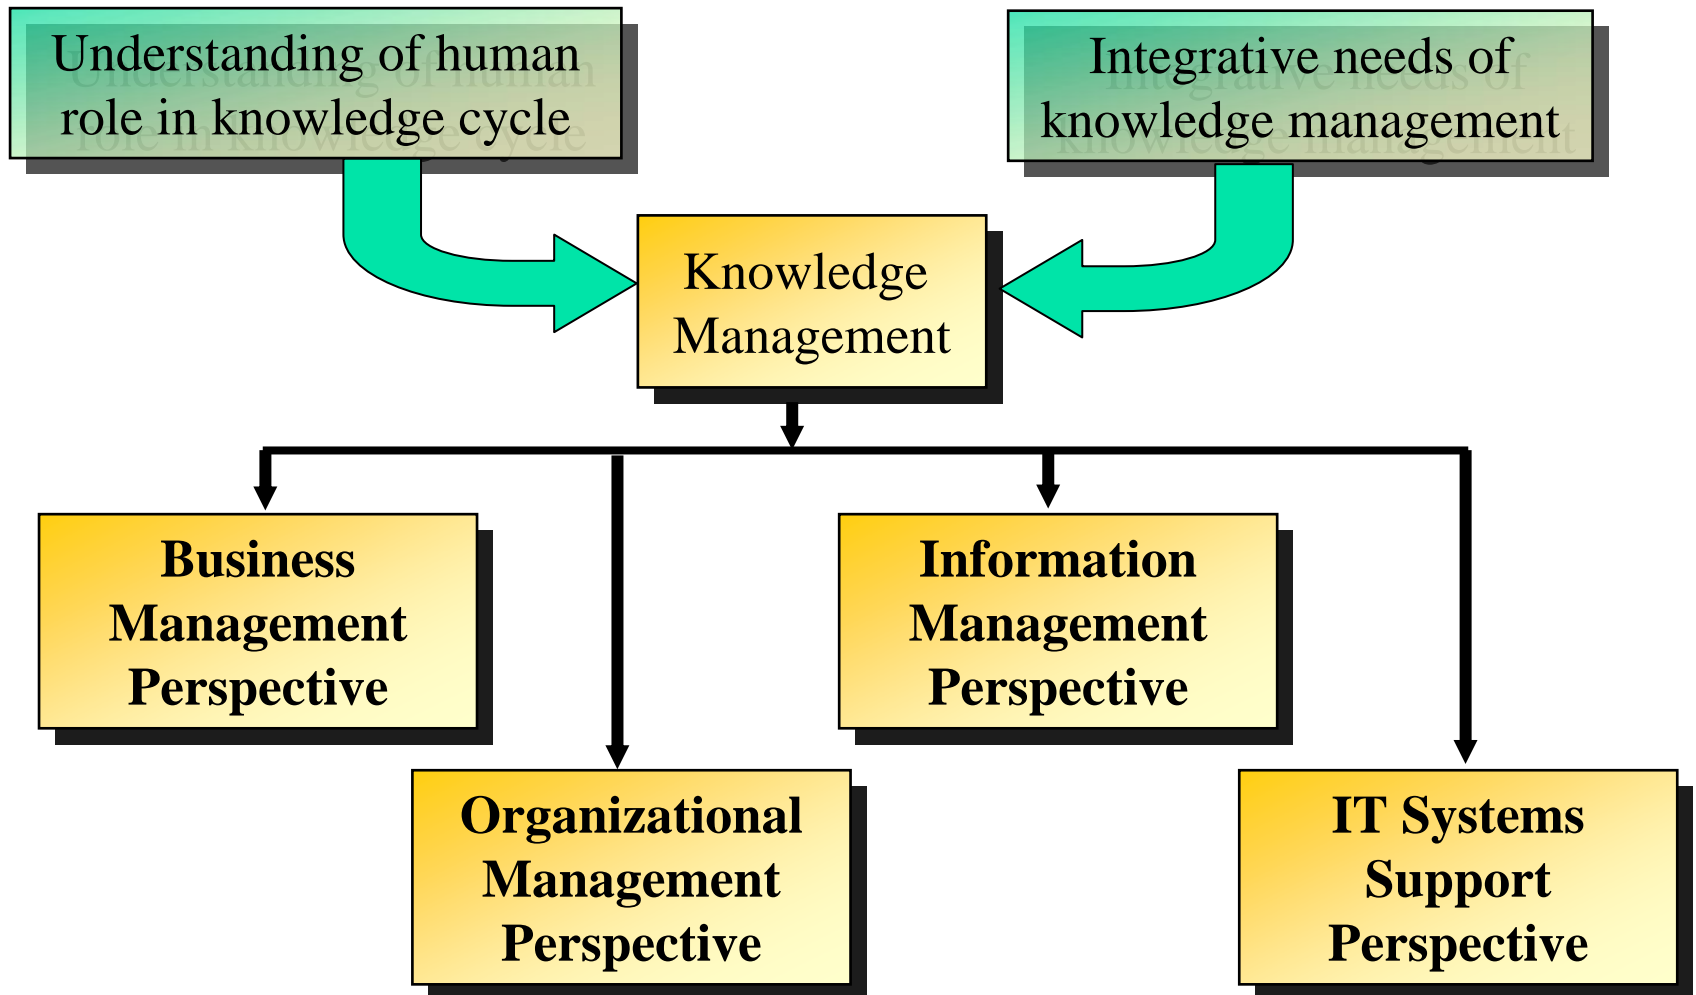 Understanding of human
role in knowledge cycle
Integrative needs of
knowledge management
Knowledge
Management
Business
Management
Perspective
Information
Management
Perspective
Organizational
Management
Perspective
IT Systems
Support
Perspective